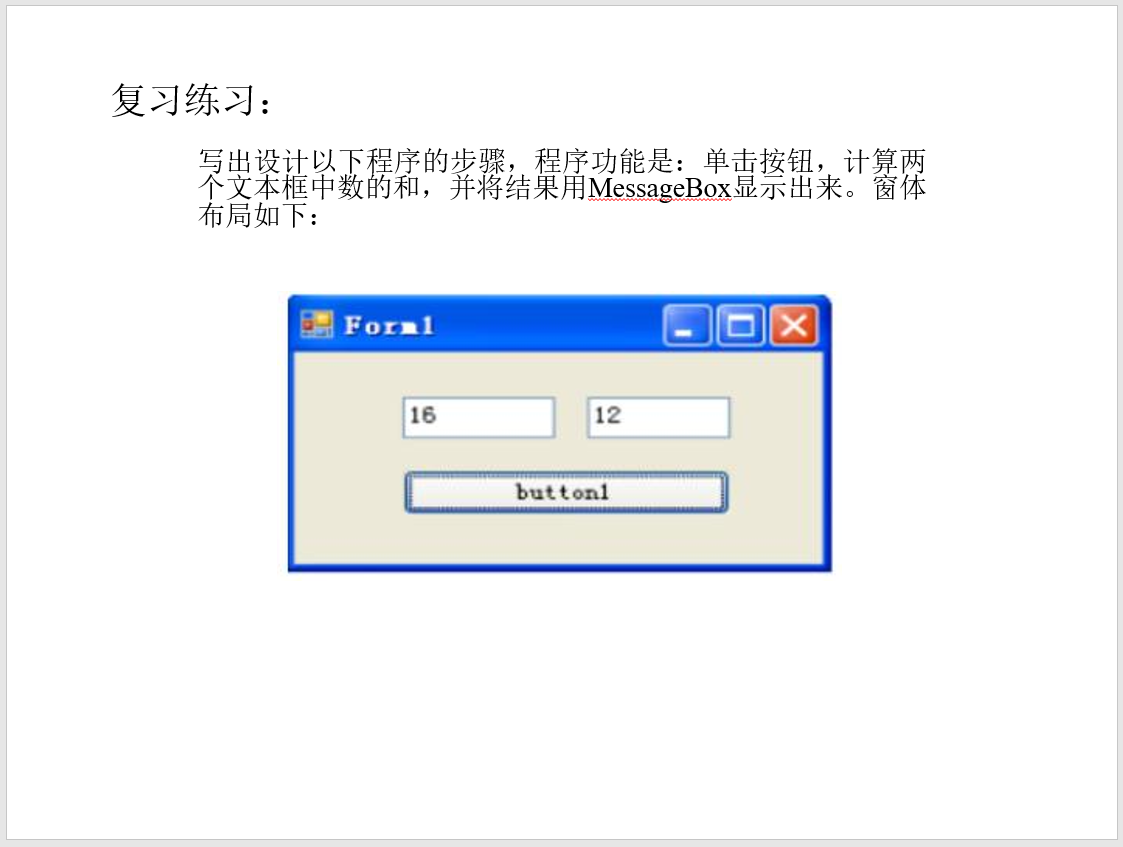 复习练习：
写出设计以下程序的步骤，程序功能是：单击按钮，计算两
个文本框中数的和，并将结果用MessageBox显示出来。窗体
布局如下：
Form1
16 12
button1